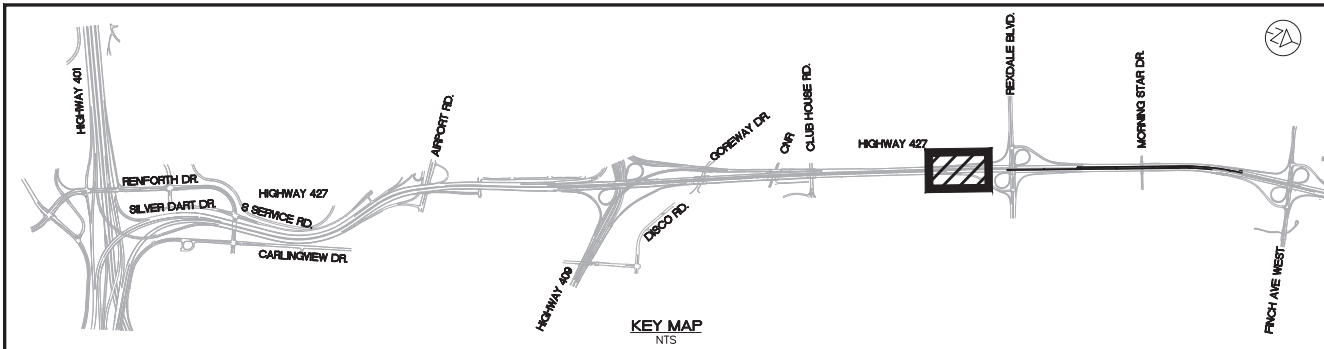 HIGHWAY 401
RENFORTH DR.
SILVER DART DR.
HIGHWAY 427
S SERVICE RD.
CARLINGVIEW DR.
AIRPORT RD.
HIGHWAY 409
DISCO RD.
GOREWAY DR.
CNR
CLUB HOUSE RD.
HIGHWAY 427
REXDALE BLVD.
MORNING STAR DR.
FINCH AVE WEST
N
KEY MAP
NTS